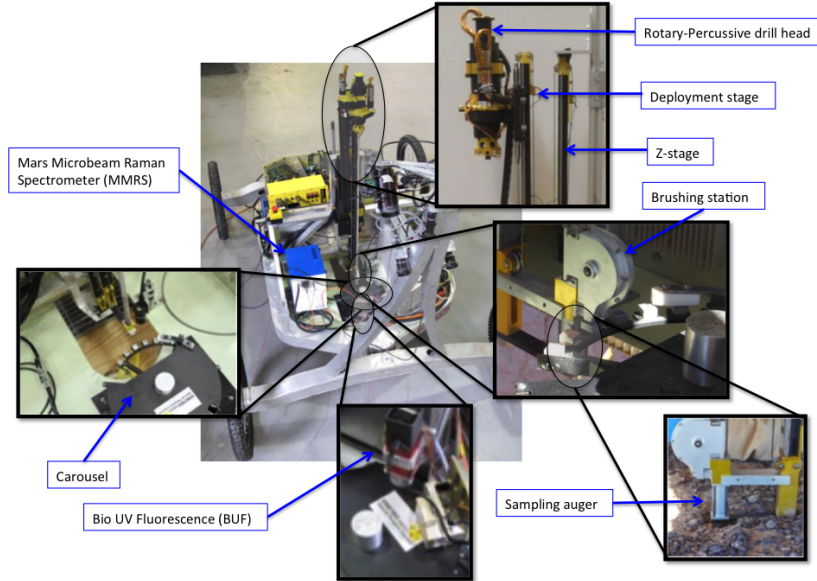 Rotary-Percussive drill head
Deployment stage
Z-stage
Mars Microbeam Raman
Spectrometer (MMRS)
Brushing station
Carousel
Bio UV Fluorescence (BUF)
Sampling auger